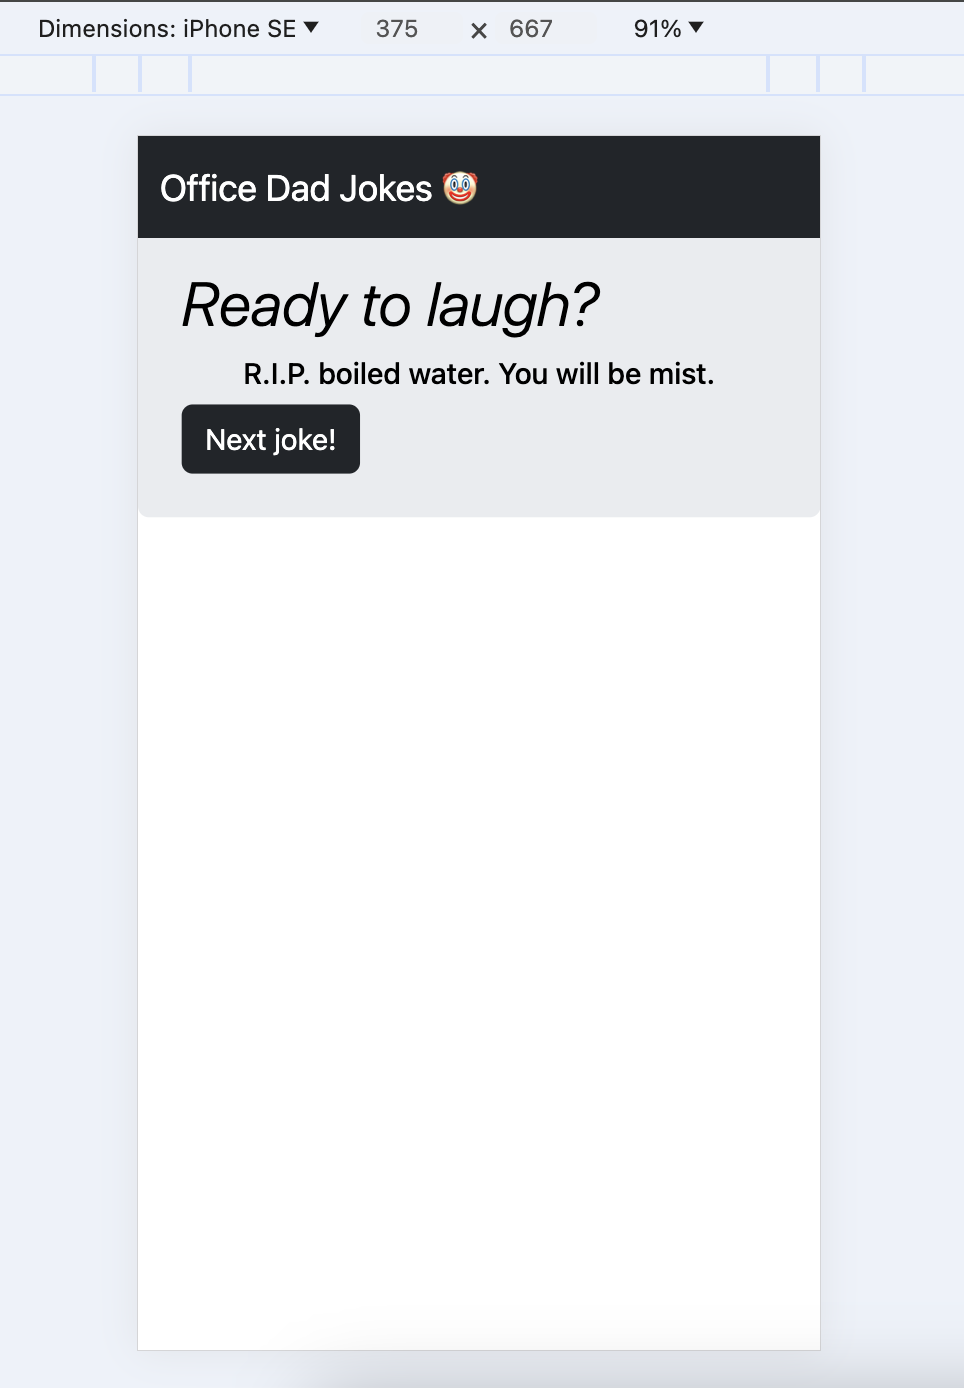 Dimensions: iPhone SE ▼ 375 × 667 91% ▼
Office Dad Jokes 🤡
Ready to laugh?
R.I.P. boiled water. You will be mist.
Next joke!